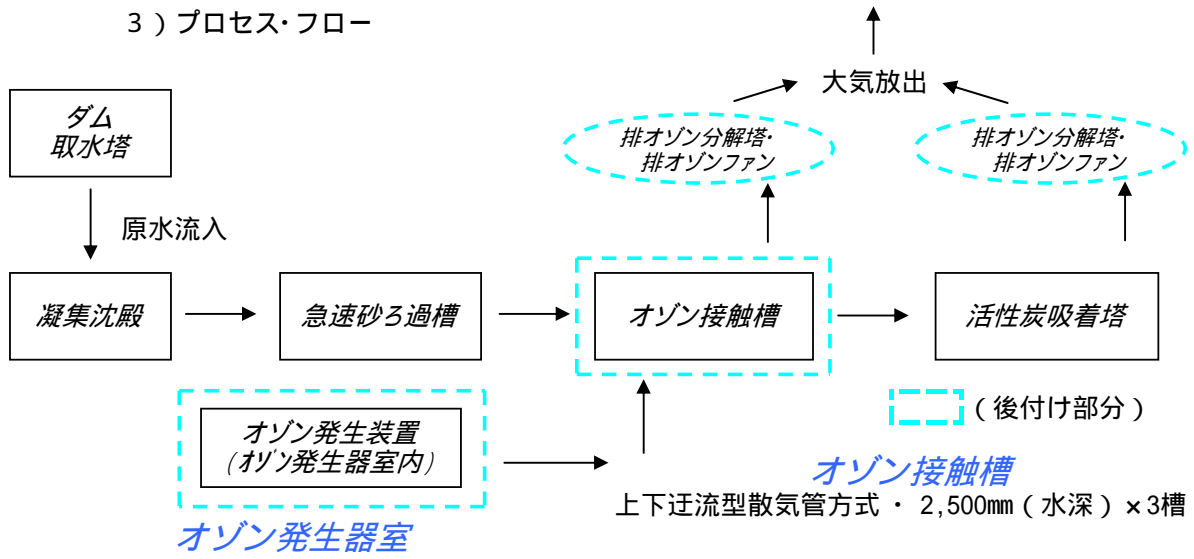 3）プロセス・フロー
大気放出
ダム
取水塔
排オゾン分解塔・
排オゾンファン
排オゾン分解塔・
排オゾンファン
原水流入
凝集沈殿
急速砂ろ過槽
オゾン接触槽
活性炭吸着塔
（後付け部分）
オゾン発生装置
(オゾン発生器室内)
オゾン接触槽
上下迂流型散気管方式・2,500mm（水深）×3槽
オゾン発生器室